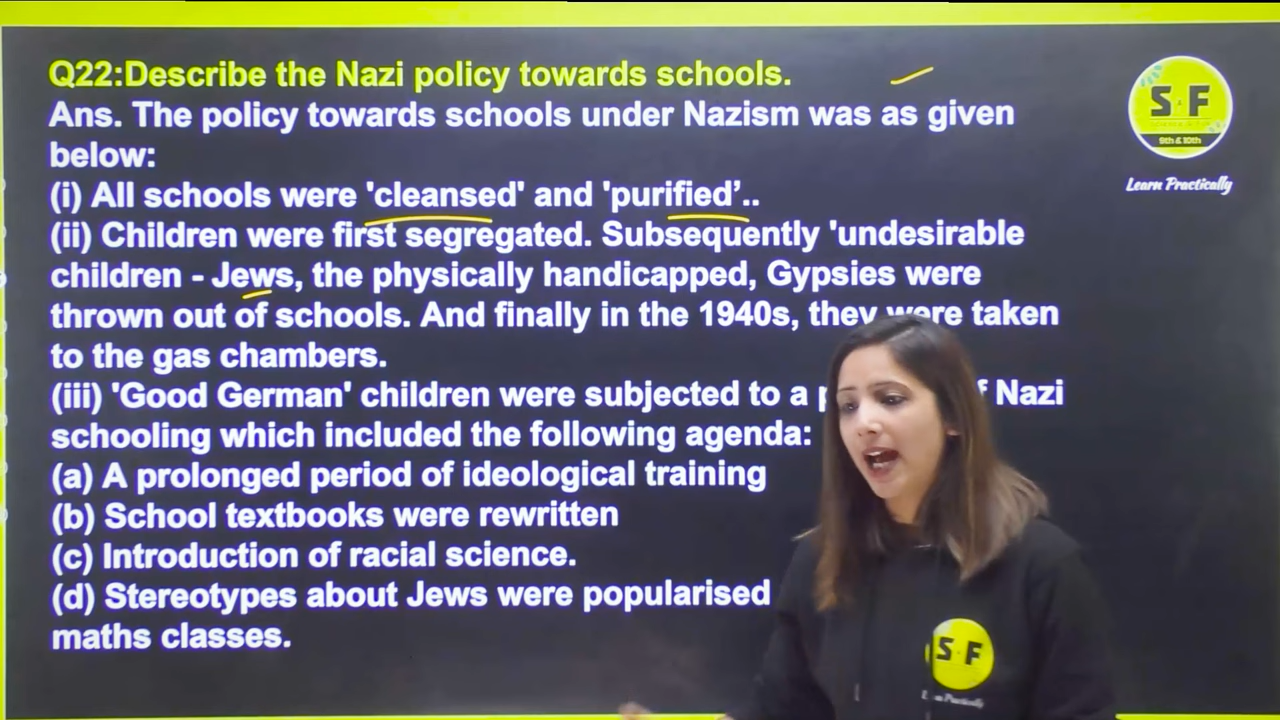 Q22:Describe the Nazi policy towards schools.
Ans. The policy towards schools under Nazism was as given
below:
(i) All schools were 'cleansed' and 'purified’..
(ii) Children were first segregated. Subsequently 'undesirable
children - Jews, the physically handicapped, Gypsies were
thrown out of schools. And finally in the 1940s, they were taken
to the gas chambers.
(iii) 'Good German' children were subjected to a Nazi
schooling which included the following agenda:
(a) A prolonged period of ideological training
(b) School textbooks were rewritten
(c) Introduction of racial science.
(d) Stereotypes about Jews were popularised
maths classes.
S F
9th & 10th
Learn Practically
S F
Practically